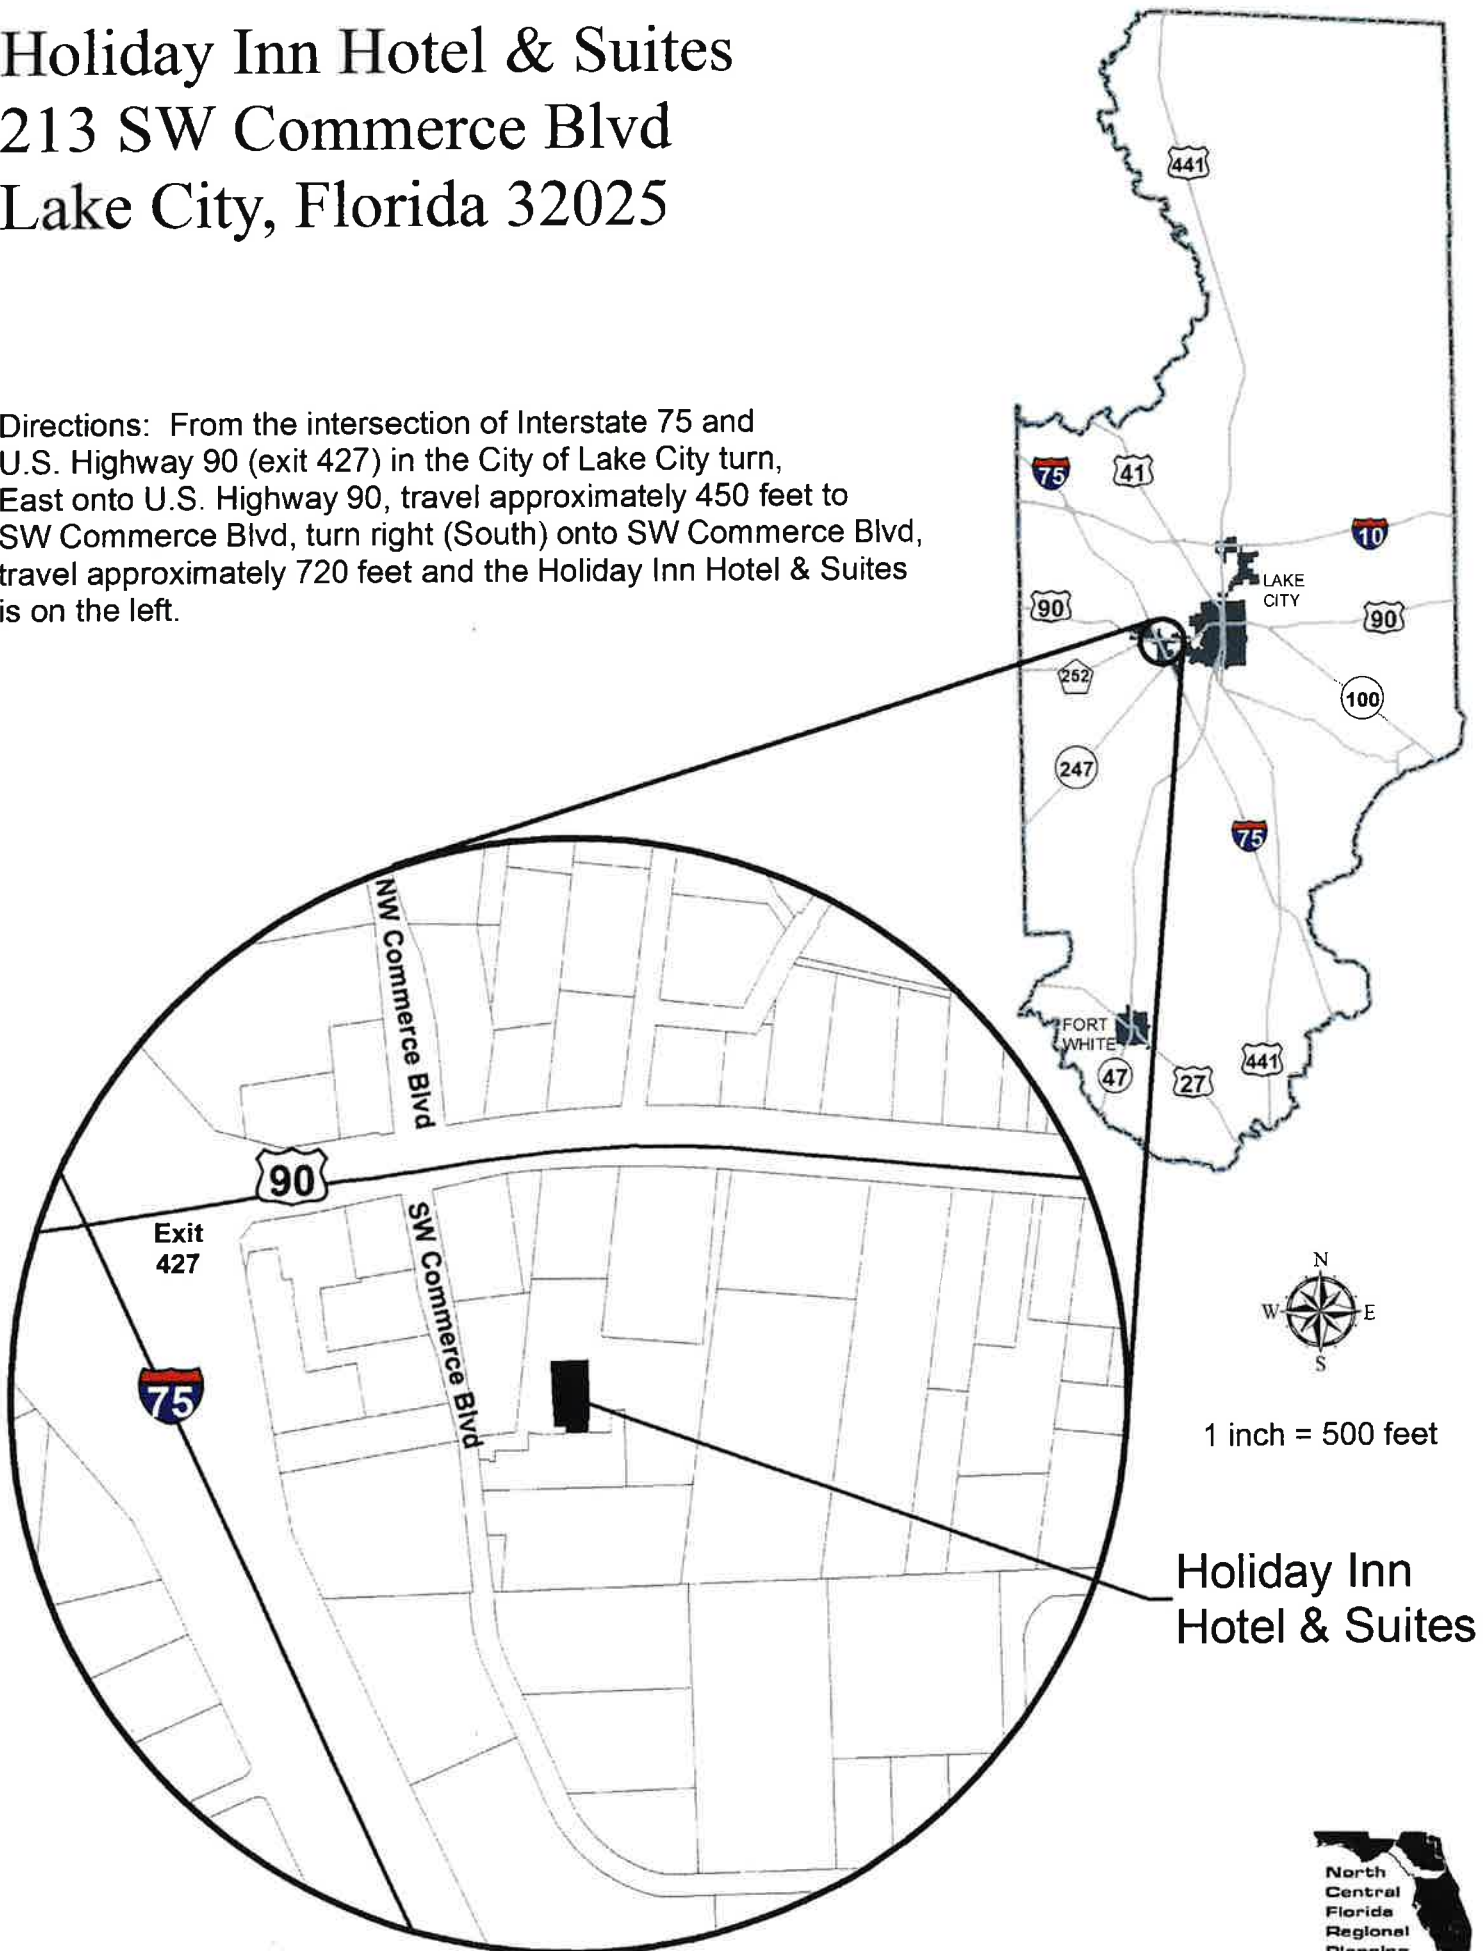 Holiday Inn Hotel & Suites
213 SW Commerce Blvd
Lake City, Florida 32025
Directions: From the intersection of Interstate 75 and
U.S. Highway 90 (exit 427) in the City of Lake City turn,
East onto U.S. Highway 90, travel approximately 450 feet to
SW Commerce Blvd, turn right (South) onto SW Commerce Blvd,
travel approximately 720 feet and the Holiday Inn Hotel & Suites
is on the left.
441
75
41
10
LAKE
CITY
90
90
252
100
247
75
FORT
WHITE
47
27
441
NW Commerce Blvd
90
Exit
427
SW Commerce Blvd
75
N
W
E
S
1 inch = 500 feet
Holiday Inn
Hotel & Suites
North
Central
Florida
Regional